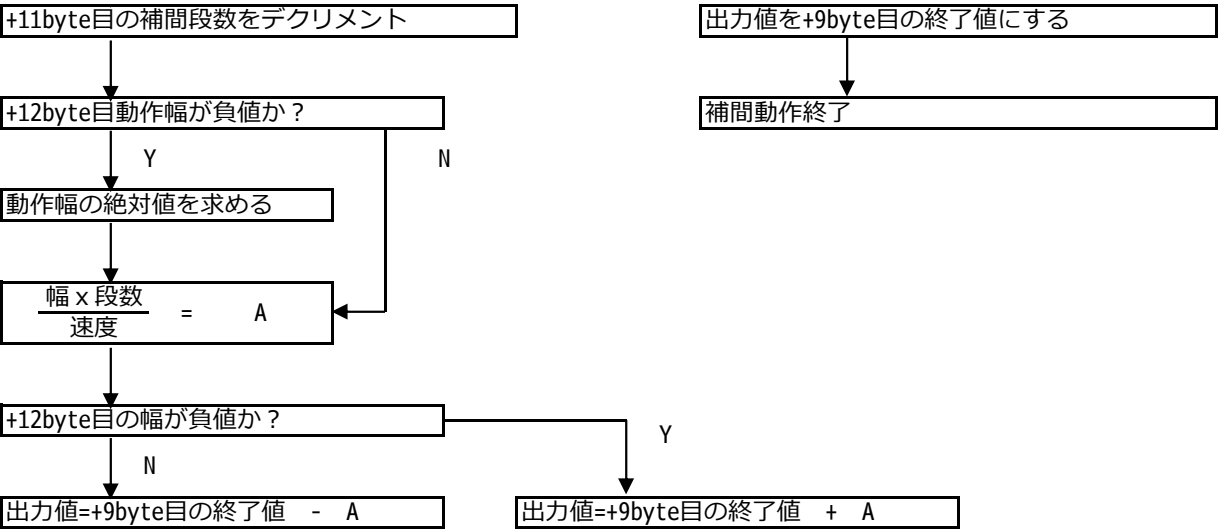 +11byte目の補間段数をデクリメント
出力値を+9byte目の終了値にする
+12byte目動作幅が負値か？
補間動作終了
Y
N
動作幅の絶対値を求める
幅ｘ段数
速度
= A
+12byte目の幅が負値か？
Y
N
出力値=+9byte目の終了値 - A
出力値=+9byte目の終了値 + A